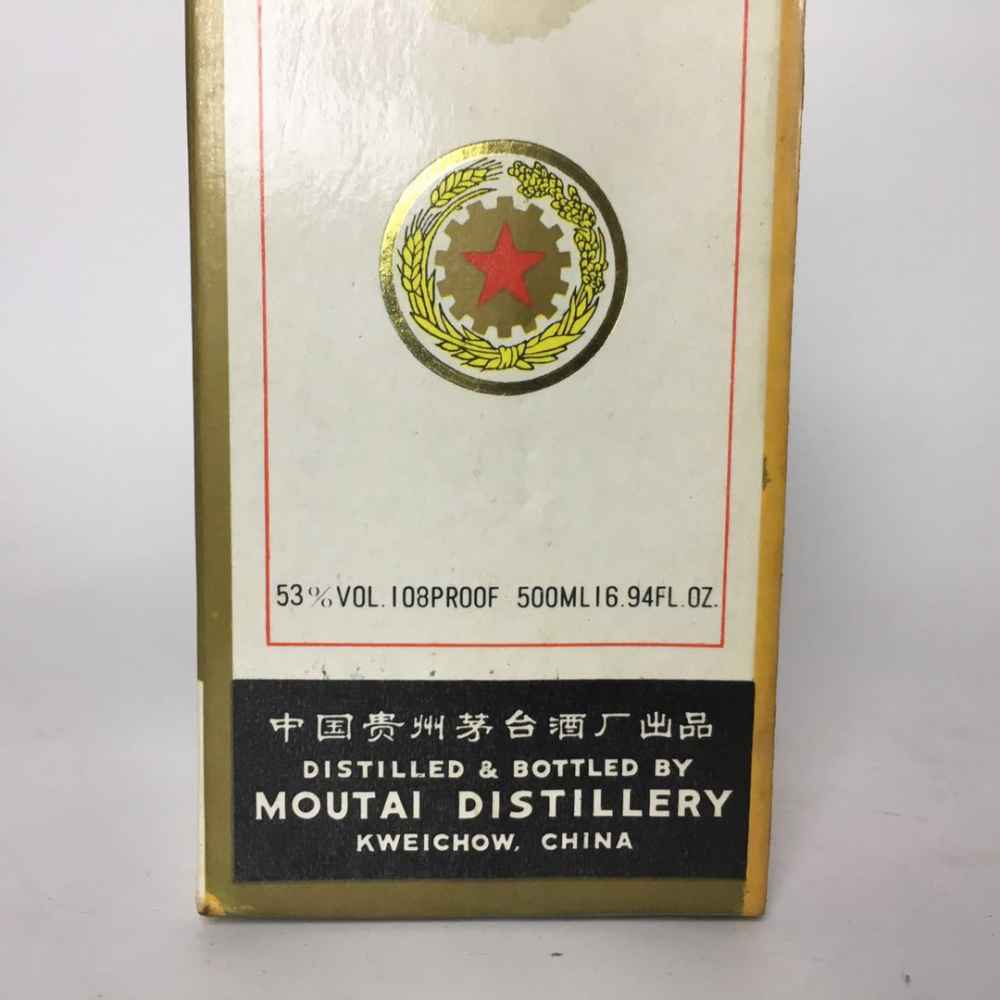 53%VOL.108PROOF 500ML16.94FL.OZ.
中国贵州茅台酒厂出品
DISTILLED & BOTTLED BY
MOUTAI DISTILLERY
KWEICHOW, CHINA